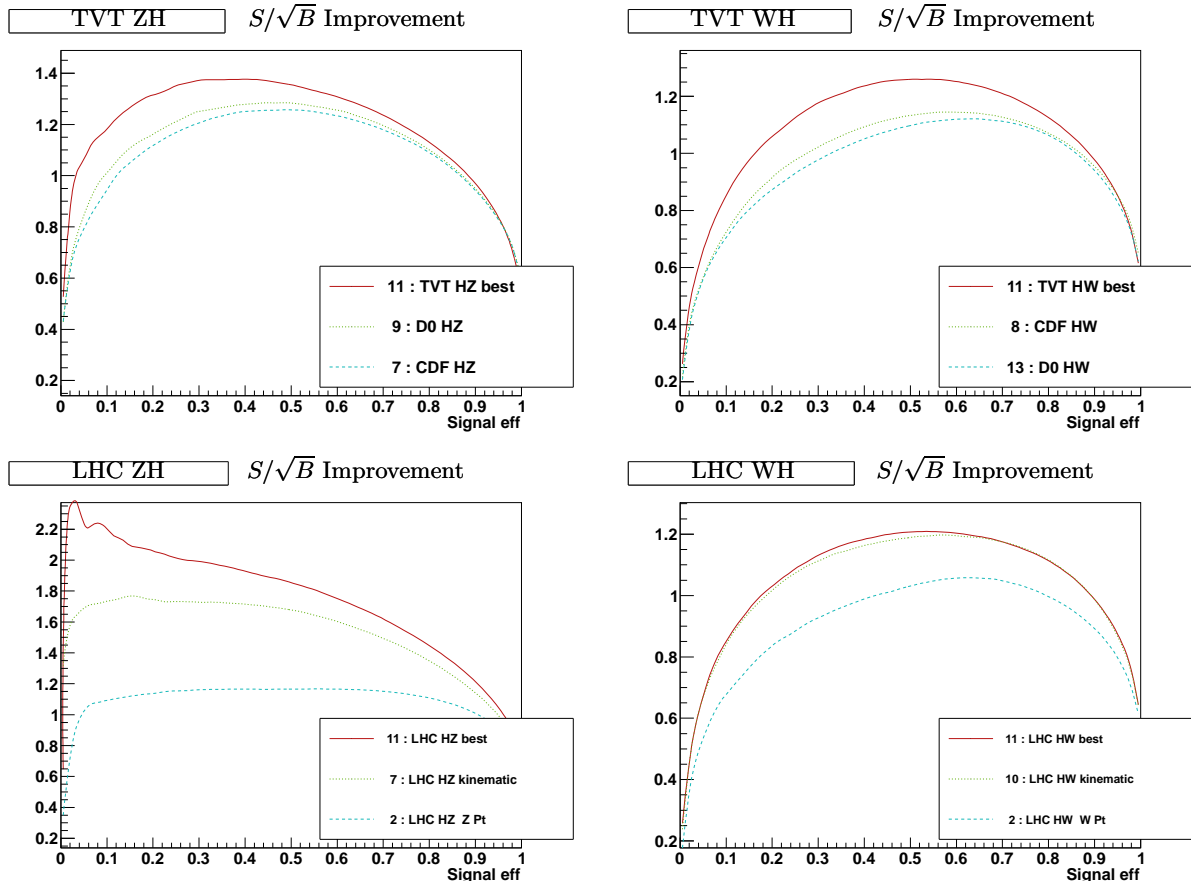 TVT ZH S/√B Improvement
1.4
1.2
1
0.8
0.6
0.4
0.2
11 : TVT HZ best
9 : D0 HZ
7 : CDF HZ
0 0.1 0.2 0.3 0.4 0.5 0.6 0.7 0.8 0.9 1
Signal eff
TVT WH S/√B Improvement
1.2
1
0.8
0.6
0.4
0.2
11 : TVT HW best
8 : CDF HW
13 : D0 HW
0 0.1 0.2 0.3 0.4 0.5 0.6 0.7 0.8 0.9 1
Signal eff
LHC ZH S/√B Improvement
2.2
2
1.8
1.6
1.4
1.2
1
0.8
0.6
0.4
0.2
11 : LHC HZ best
7 : LHC HZ kinematic
2 : LHC HZ Z Pt
0 0.1 0.2 0.3 0.4 0.5 0.6 0.7 0.8 0.9 1
Signal eff
LHC WH S/√B Improvement
1.2
1
0.8
0.6
0.4
0.2
11 : LHC HW best
10 : LHC HW kinematic
2 : LHC HW W Pt
0 0.1 0.2 0.3 0.4 0.5 0.6 0.7 0.8 0.9 1
Signal eff